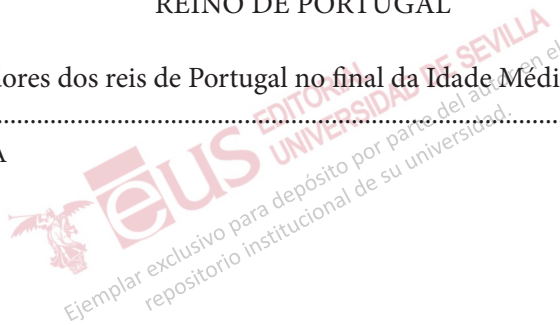 REINO DE PORTUGAL
dores dos reis de Portugal no final da Idade Médi
................................................................................
A
eus EDITORIAL
UNIVERSIDAD DE SEVILLA
Ejemplar exclusivo para depósito por parte del autor en el
repositorio institucional de su universidad.